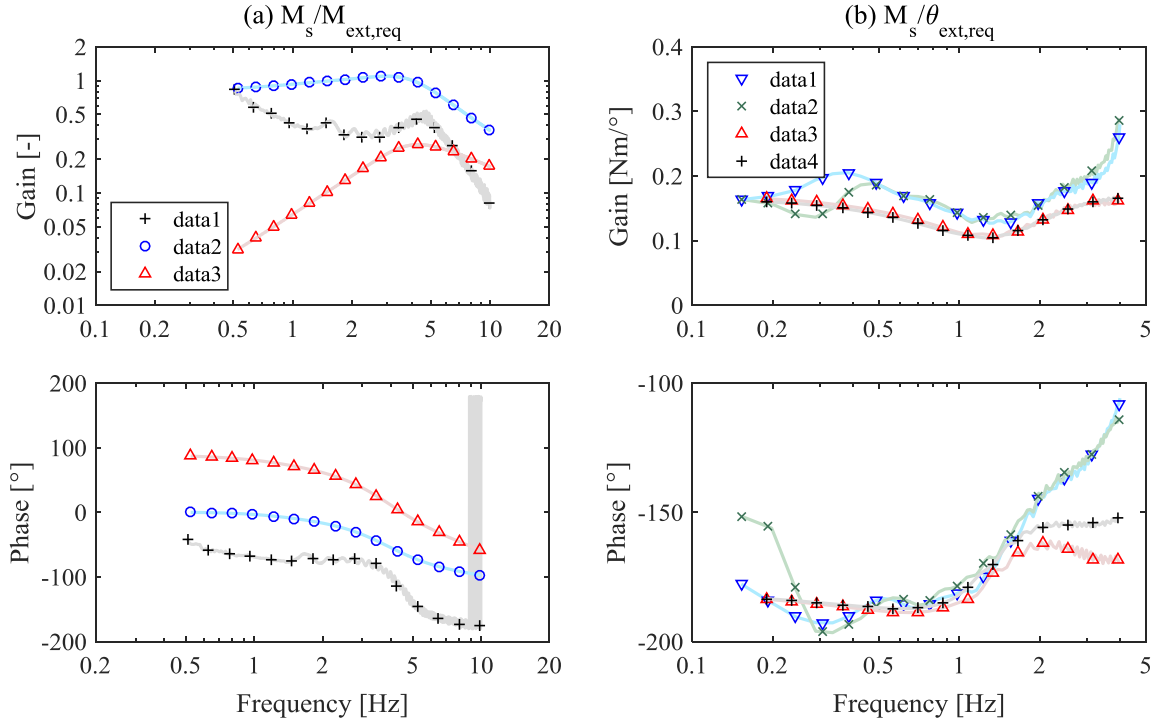 (a) M_s/M_ext,req
2
1
0.5
0.2
0.1
0.05
0.02
0.01
Gain [-]
data1
data2
data3
0.1 0.2 0.5 1 2 5 10 20
200
100
0
-100
-200
Phase [°]
0.2 0.5 1 2 5 10 20
Frequency [Hz]
(b) M_s/θ_ext,req
0.4
0.3
0.2
0.1
0
Gain [Nm/°]
data1
data2
data3
data4
0.1 0.2 0.5 1 2 5
-100
-150
-200
Phase [°]
0.1 0.2 0.5 1 2 5
Frequency [Hz]